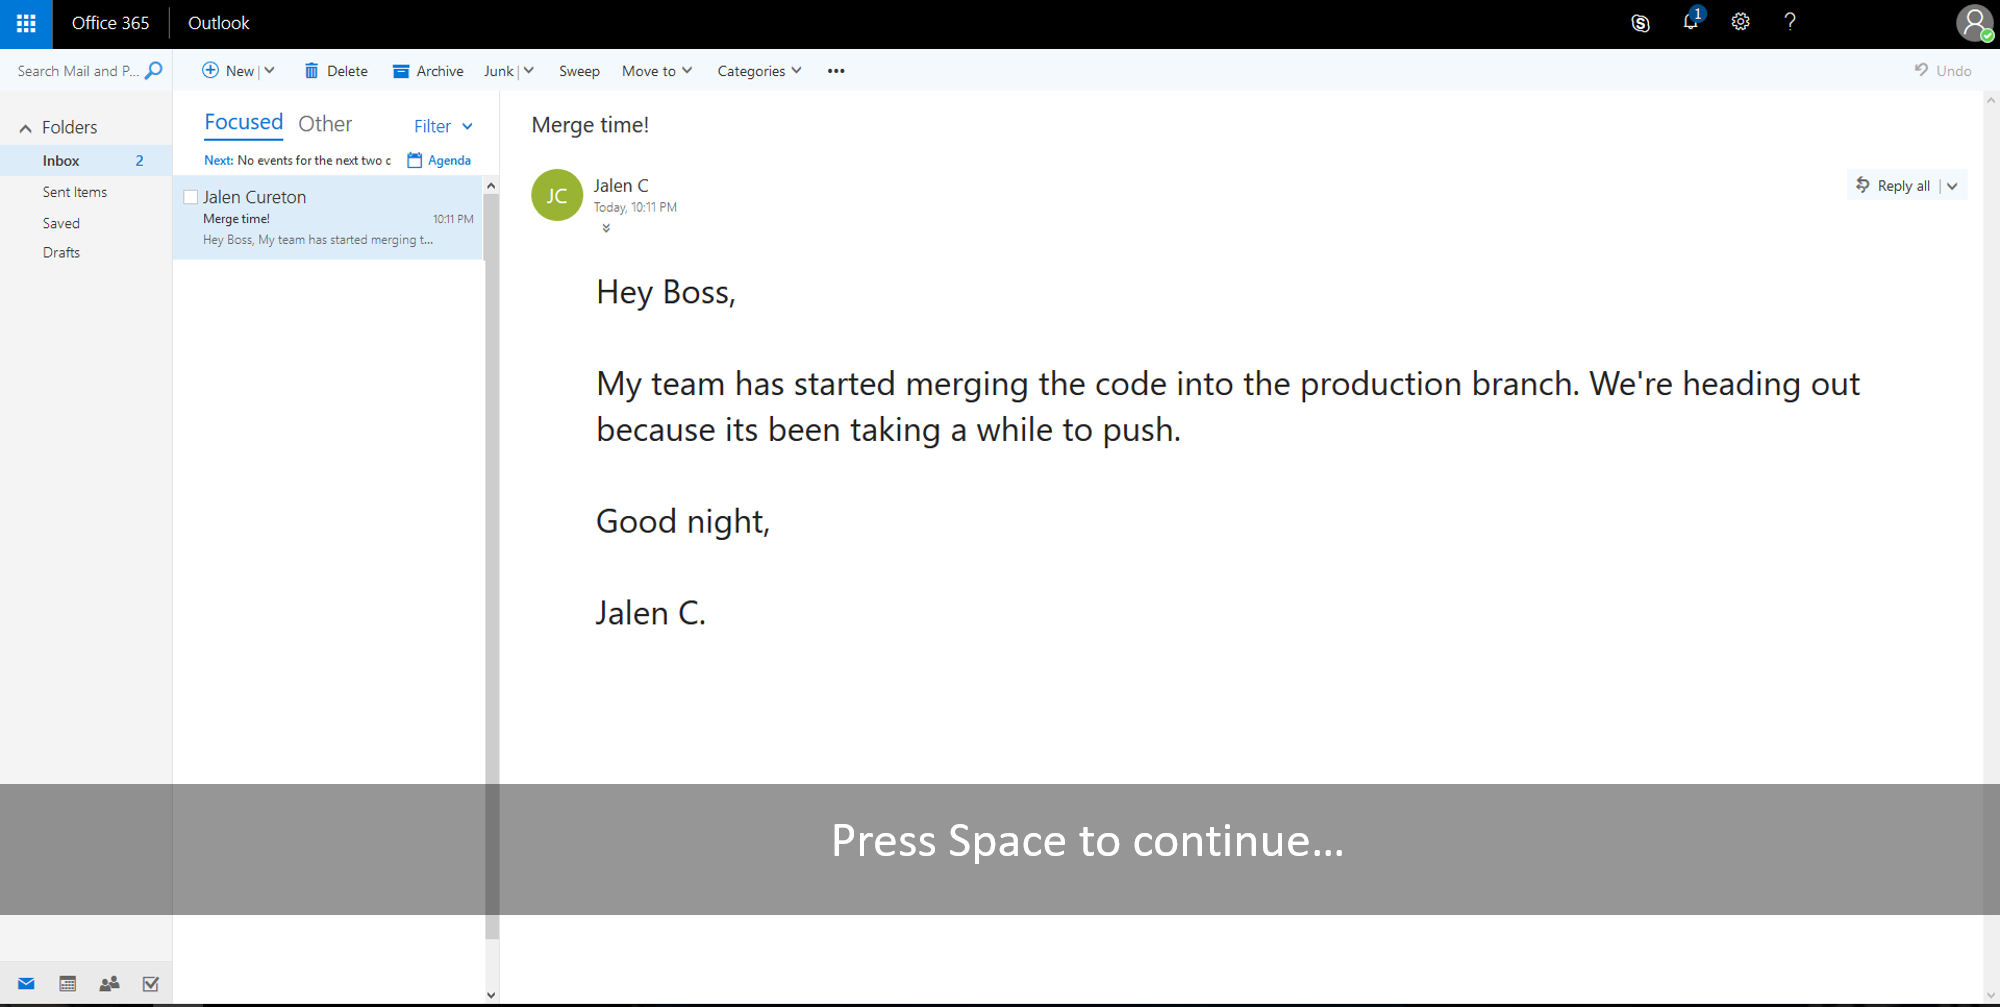 Office 365 Outlook 1 ?
Search Mail and P... New Delete Archive Junk Sweep Move to Categories ... Undo
Folders
Inbox 2
Sent Items
Saved
Drafts
Focused Other Filter
Next: No events for the next two Agenda
Jalen Cureton
Merge time! 10:11 PM
Hey Boss, My team has started merging t...
Merge time!
JC
Jalen C
Today, 10:11 PM
Reply all
Hey Boss,
My team has started merging the code into the production branch. We're heading out
because its been taking a while to push.
Good night,
Jalen C.
Press Space to continue...